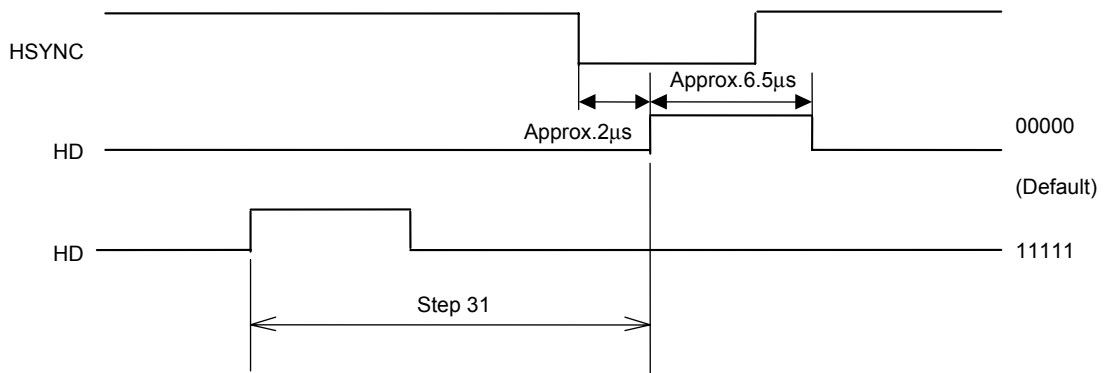 HSYNC
Approx.6.5μs
Approx.2μs
00000
HD
(Default)
HD
11111
Step 31